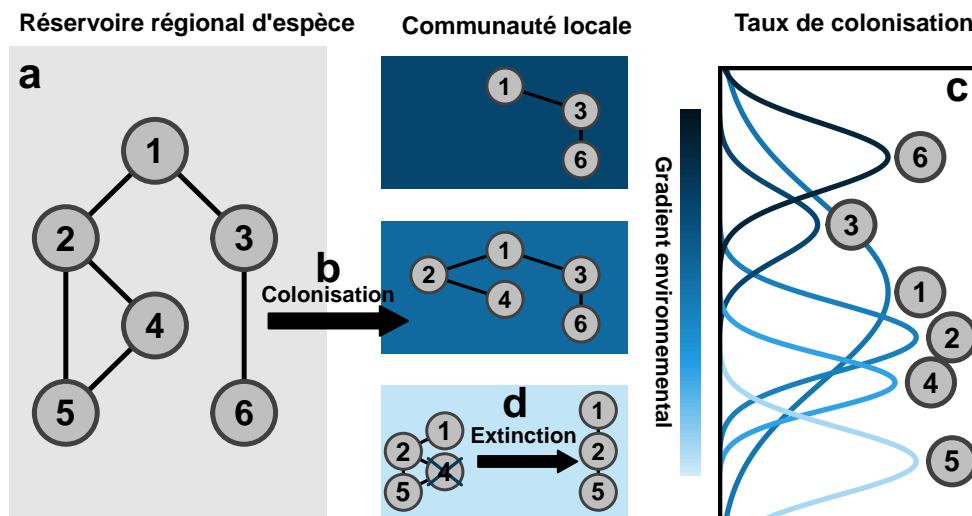 Réservoire régional d'espèce
Communauté locale
Taux de colonisation
a
1
2
3
4
5
6
b
Colonisation
1
3
6
1
2
3
4
6
d
Extinction
1
2
4
5
1
2
5
Gradient environnemental
c
6
3
1
2
4
5